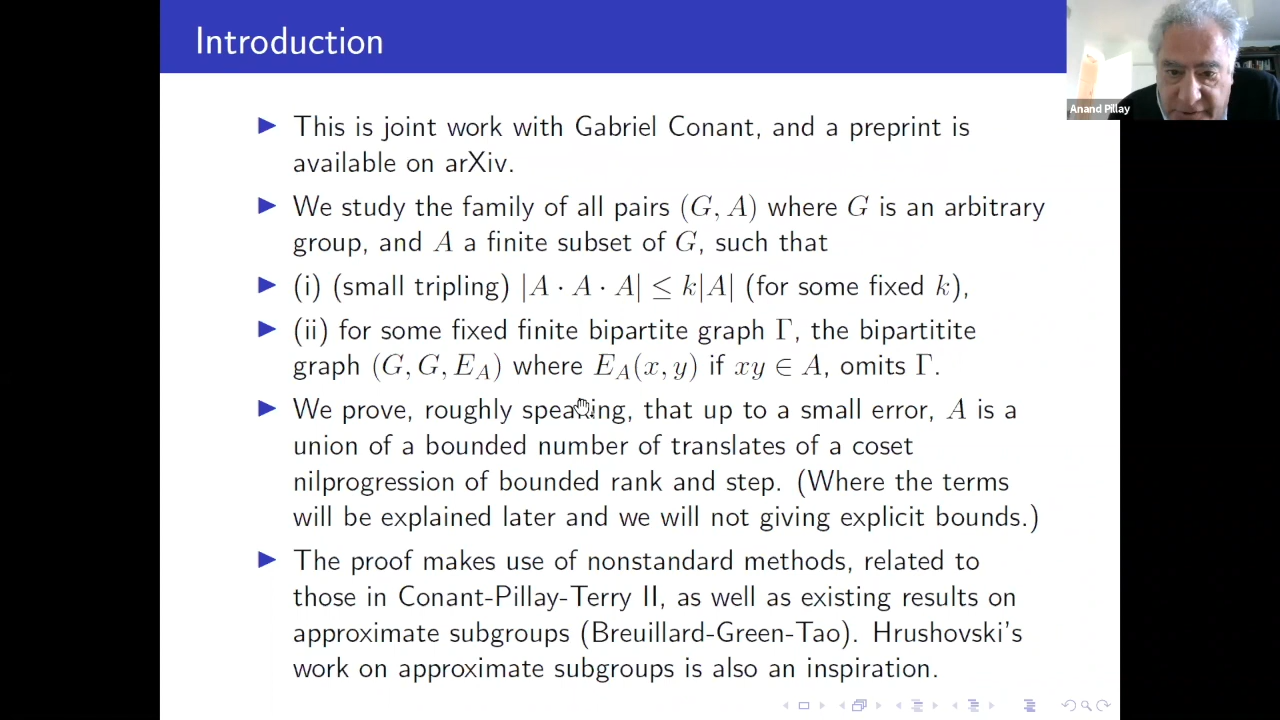 Introduction
Anand Pillay
▶ This is joint work with Gabriel Conant, and a preprint is
available on arXiv.
▶ We study the family of all pairs (G, A) where G is an arbitrary
group, and A a finite subset of G, such that
▶ (i) (small tripling) |A · A · A| ≤ k|A| (for some fixed k),
▶ (ii) for some fixed finite bipartite graph Γ, the bipartitite
graph (G, G, E_A) where E_A(x, y) if xy ∈ A, omits Γ.
▶ We prove, roughly speaking, that up to a small error, A is a
union of a bounded number of translates of a coset
nilprogression of bounded rank and step. (Where the terms
will be explained later and we will not giving explicit bounds.)
▶ The proof makes use of nonstandard methods, related to
those in Conant-Pillay-Terry II, as well as existing results on
approximate subgroups (Breuillard-Green-Tao). Hrushovski's
work on approximate subgroups is also an inspiration.